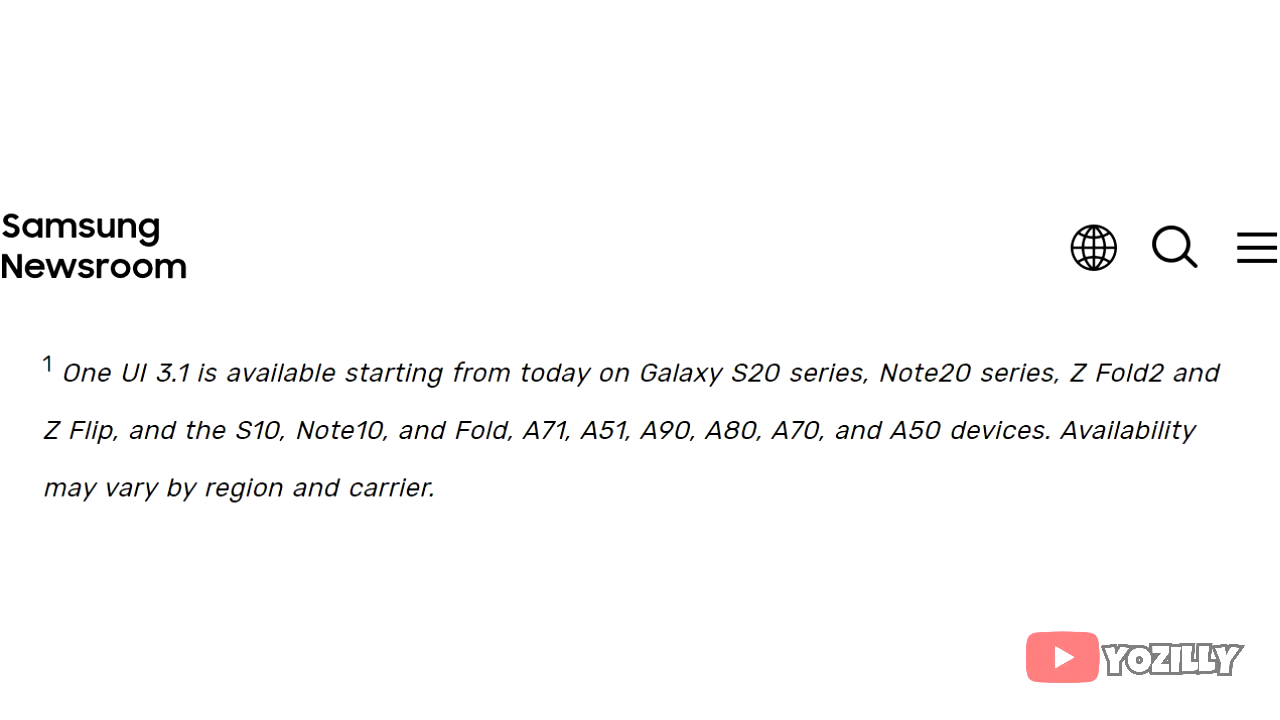 Samsung
Newsroom
1 One UI 3.1 is available starting from today on Galaxy S20 series, Note20 series, Z Fold2 and
Z Flip, and the S10, Note10, and Fold, A71, A51, A90, A80, A70, and A50 devices. Availability
may vary by region and carrier.
YOZILLY